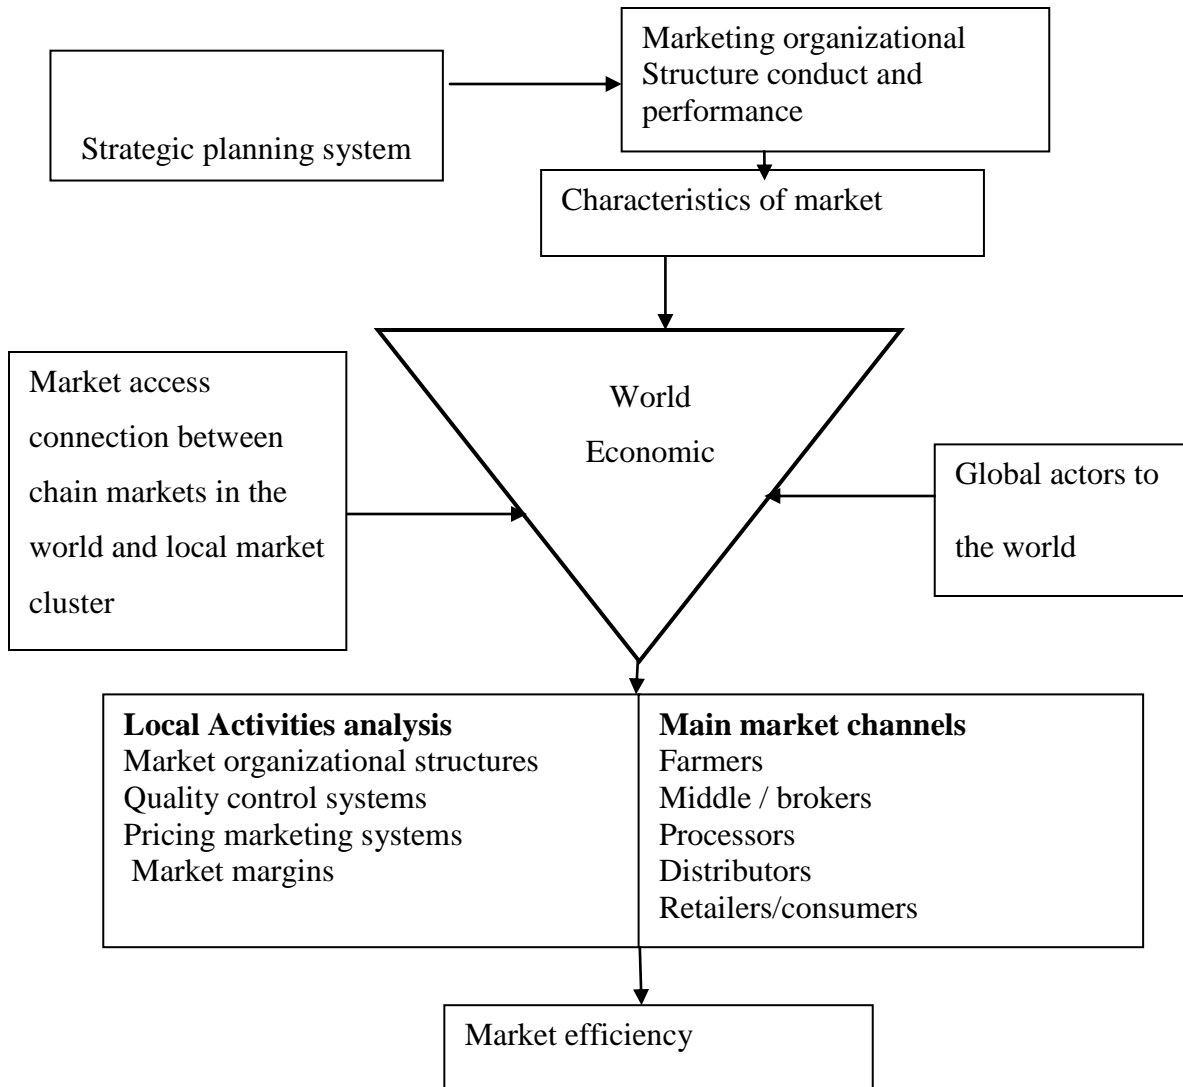 Marketing organizational
Structure conduct and
performance
Strategic planning system
Characteristics of market
World
Economic
Market access
connection between
chain markets in the
world and local market
cluster
Global actors to
the world
Local Activities analysis
Market organizational structures
Quality control systems
Pricing marketing systems
Market margins
Main market channels
Farmers
Middle / brokers
Processors
Distributors
Retailers/consumers
Market efficiency